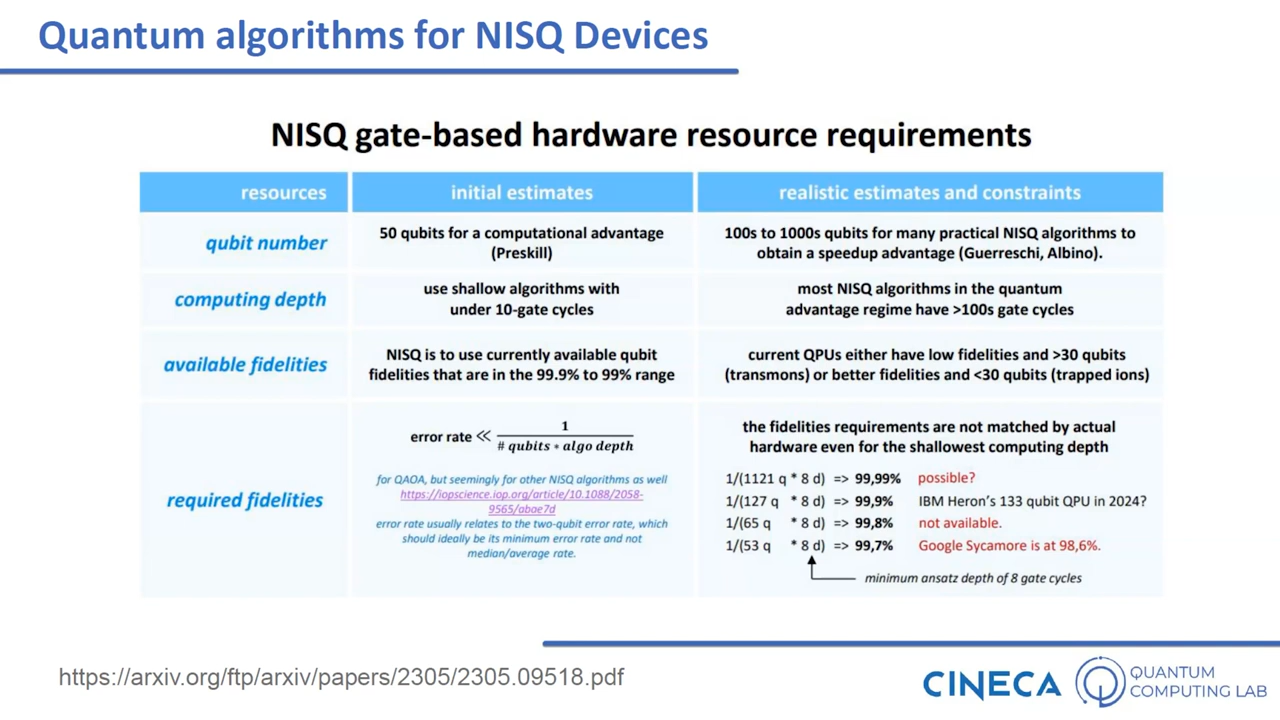 Quantum algorithms for NISQ Devices
NISQ gate-based hardware resource requirements
resources
initial estimates
realistic estimates and constraints
qubit number
50 qubits for a computational advantage
(Preskill)
100s to 1000s qubits for many practical NISQ algorithms to
obtain a speedup advantage (Guerreschi, Albino).
computing depth
use shallow algorithms with
under 10-gate cycles
most NISQ algorithms in the quantum
advantage regime have >100s gate cycles
available fidelities
NISQ is to use currently available qubit
fidelities that are in the 99.9% to 99% range
current QPUs either have low fidelities and >30 qubits
(transmons) or better fidelities and <30 qubits (trapped ions)
required fidelities
error rate ≪ 1 / # qubits * algo depth
for QAOA, but seemingly for other NISQ algorithms as well
https://iopscience.iop.org/article/10.1088/2058-
9565/abae7d
error rate usually relates to the two-qubit error rate, which
should ideally be its minimum error rate and not
median/average rate.
the fidelities requirements are not matched by actual
hardware even for the shallowest computing depth
1/(1121 q * 8 d) => 99,99% possible?
1/(127 q * 8 d) => 99,9% IBM Heron's 133 qubit QPU in 2024?
1/(65 q * 8 d) => 99,8% not available.
1/(53 q * 8 d) => 99,7% Google Sycamore is at 98,6%.
minimum ansatz depth of 8 gate cycles
https://arxiv.org/ftp/arxiv/papers/2305/2305.09518.pdf
CINECA
QUANTUM
COMPUTING LAB